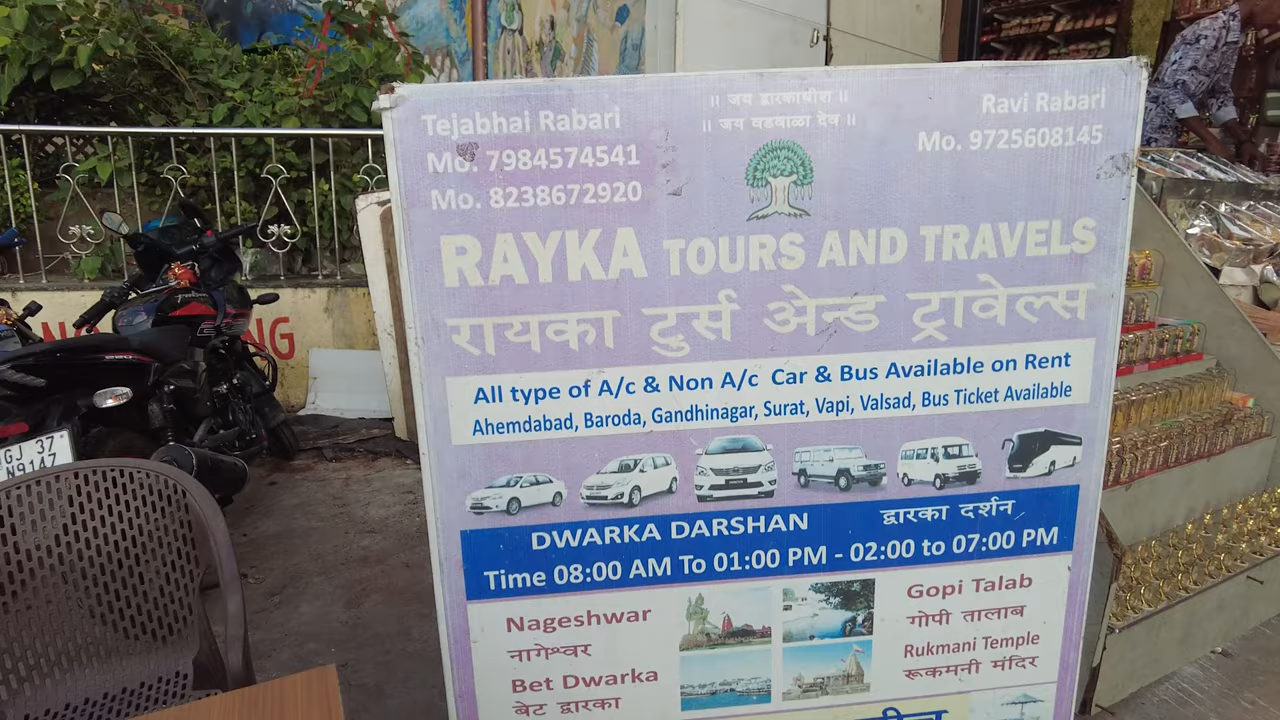 || जय द्वारकाधीश ||
|| जय वडवाळा देव ||
Tejabhai Rabari
Mo. 7984574541
Mo. 8238672920
Ravi Rabari
Mo. 9725608145
RAYKA TOURS AND TRAVELS
रायका टुर्स अेन्ड ट्रावेल्स
All type of A/c & Non A/c Car & Bus Available on Rent
Ahemdabad, Baroda, Gandhinagar, Surat, Vapi, Valsad, Bus Ticket Available
DWARKA DARSHAN द्वारका दर्शन
Time 08:00 AM To 01:00 PM - 02:00 to 07:00 PM
Nageshwar
नागेश्वर
Bet Dwarka
बेट द्वारका
Gopi Talab
गोपी तालाब
Rukmani Temple
रूकमनी मंदिर
GJ 37
N9147
220